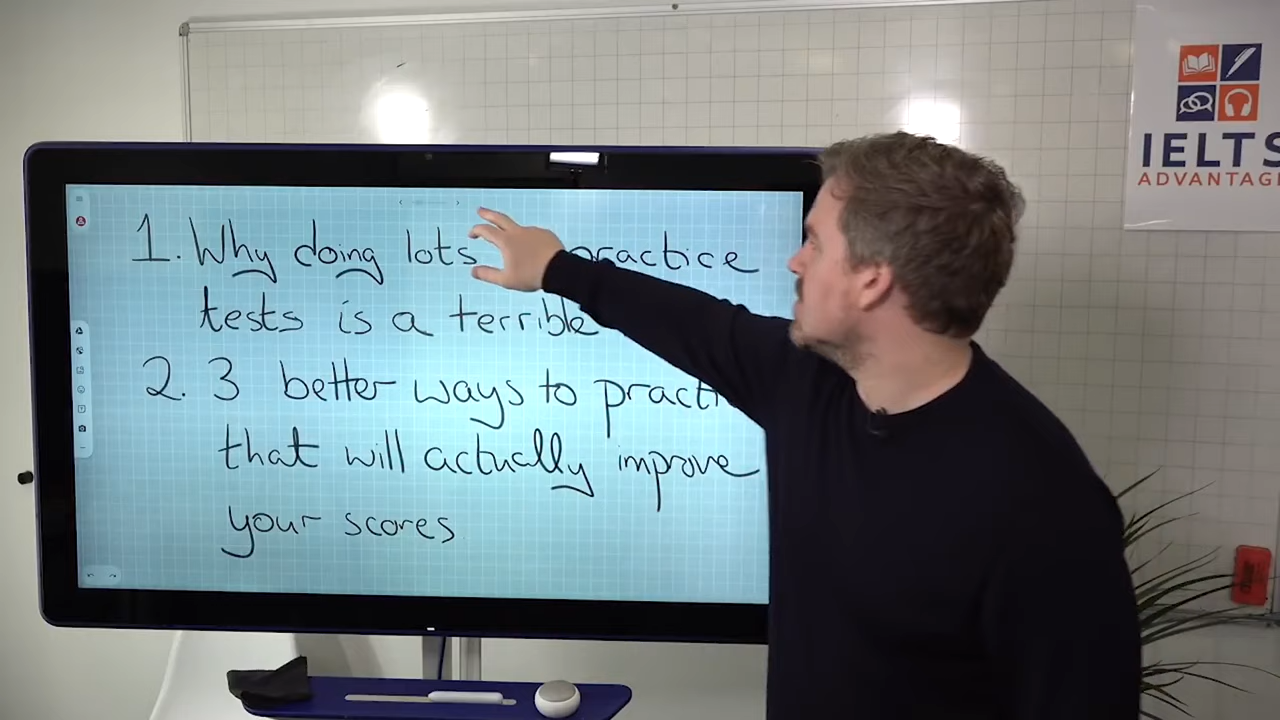 1. Why doing lots practice
tests is a terrible
2. 3 better ways to
that will actually improve
your scores
IELTS
ADVANTAGE